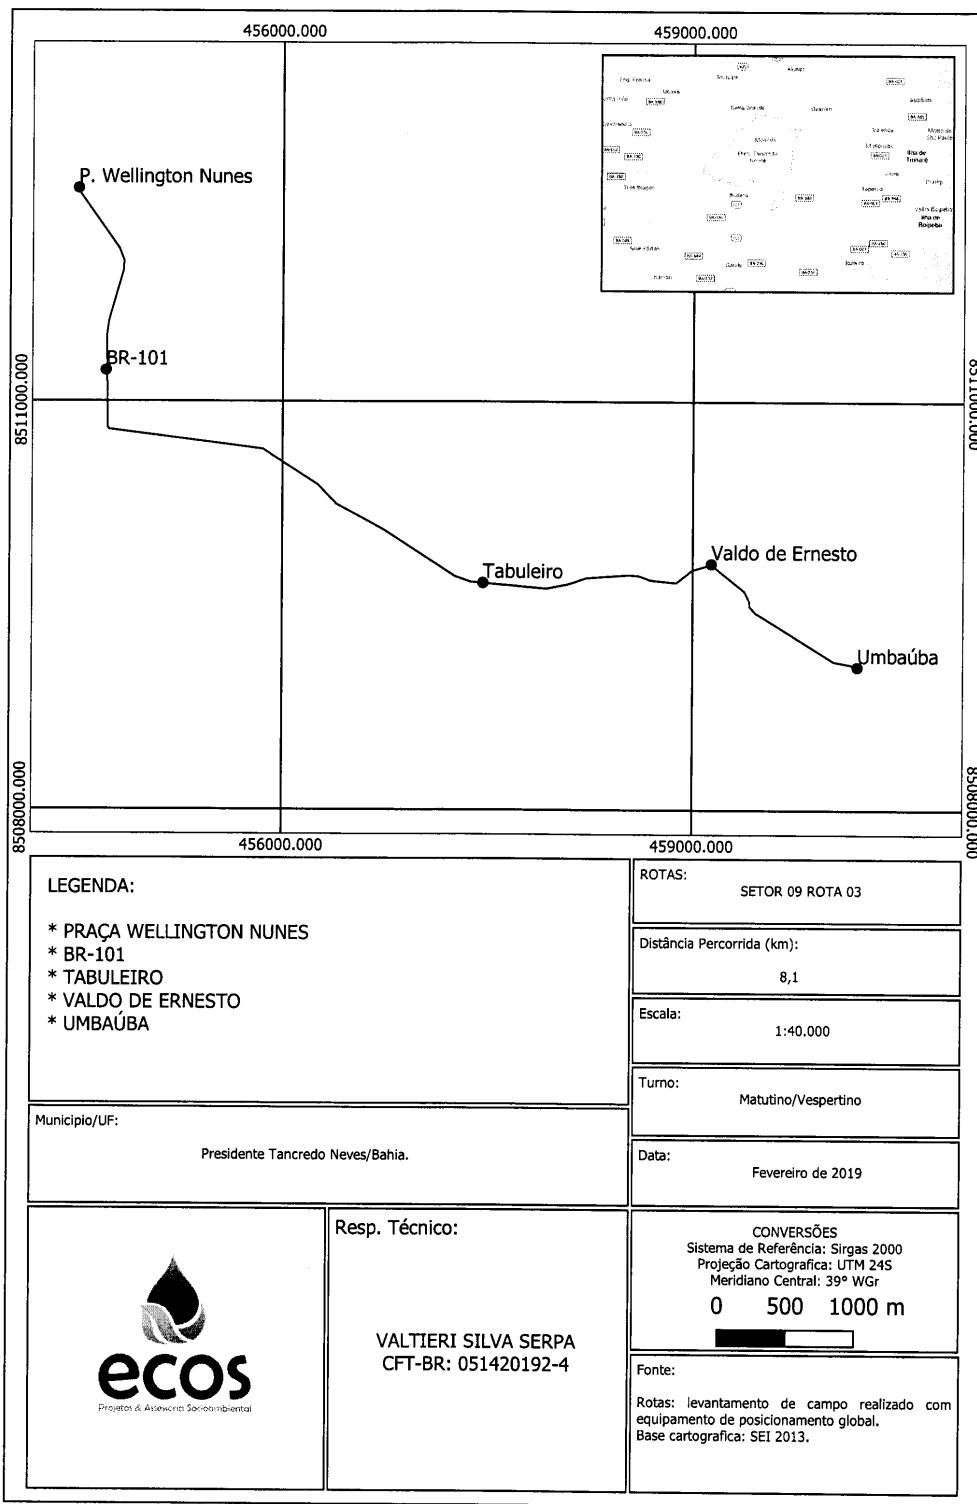 456000.000
459000.000
P. Wellington Nunes
BR-101
8511000.000
8511000.000
Tabuleiro
Valdo de Ernesto
Umbaúba
8508000.000
8508000.000
456000.000
459000.000
LEGENDA:
* PRAÇA WELLINGTON NUNES
* BR-101
* TABULEIRO
* VALDO DE ERNESTO
* UMBAÚBA
ROTAS:
SETOR 09 ROTA 03
Distância Percorrida (km):
8,1
Escala:
1:40.000
Turno:
Matutino/Vespertino
Municipio/UF:
Presidente Tancredo Neves/Bahia.
Data:
Fevereiro de 2019
ecos
Projetos & Assessoria Socioambiental
Resp. Técnico:
VALTIERI SILVA SERPA
CFT-BR: 051420192-4
CONVERSÕES
Sistema de Referência: Sirgas 2000
Projeção Cartografica: UTM 24S
Meridiano Central: 39° WGr
0 500 1000 m
Fonte:
Rotas: levantamento de campo realizado com
equipamento de posicionamento global.
Base cartografica: SEI 2013.